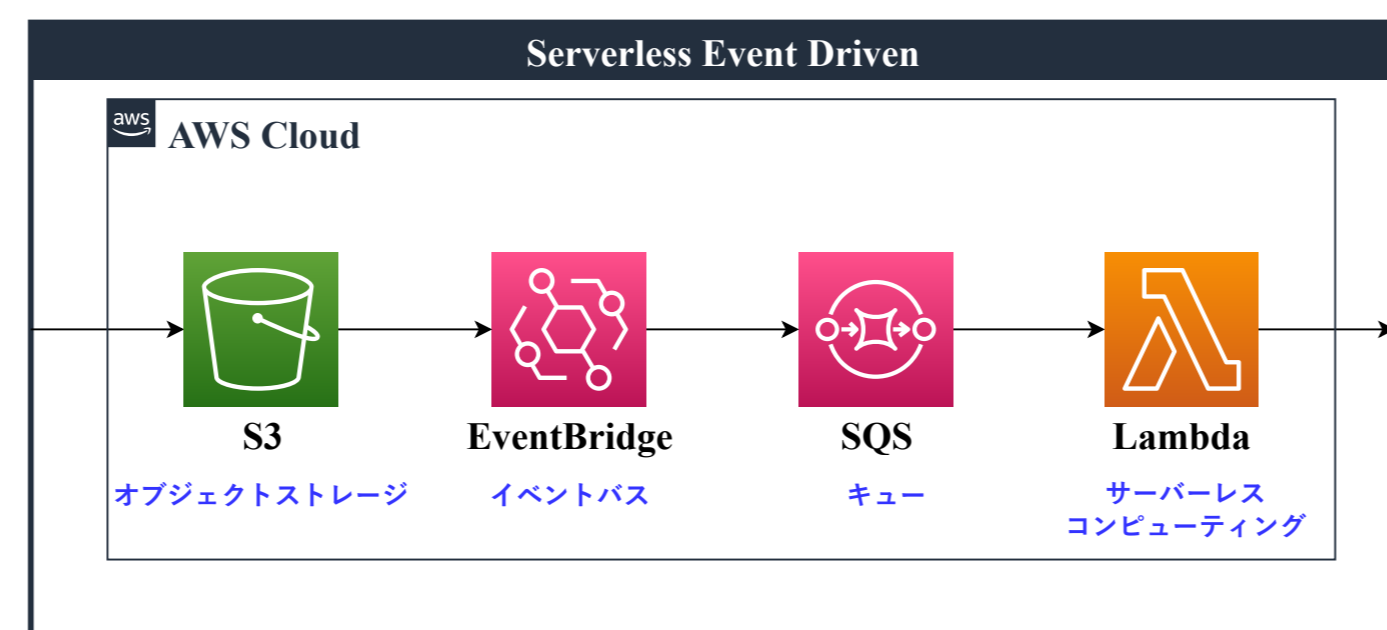 Serverless Event Driven
aws
AWS Cloud
S3
EventBridge
SQS
Lambda
オブジェクトストレージ
イベントバス
キュー
サーバーレス
コンピューティング